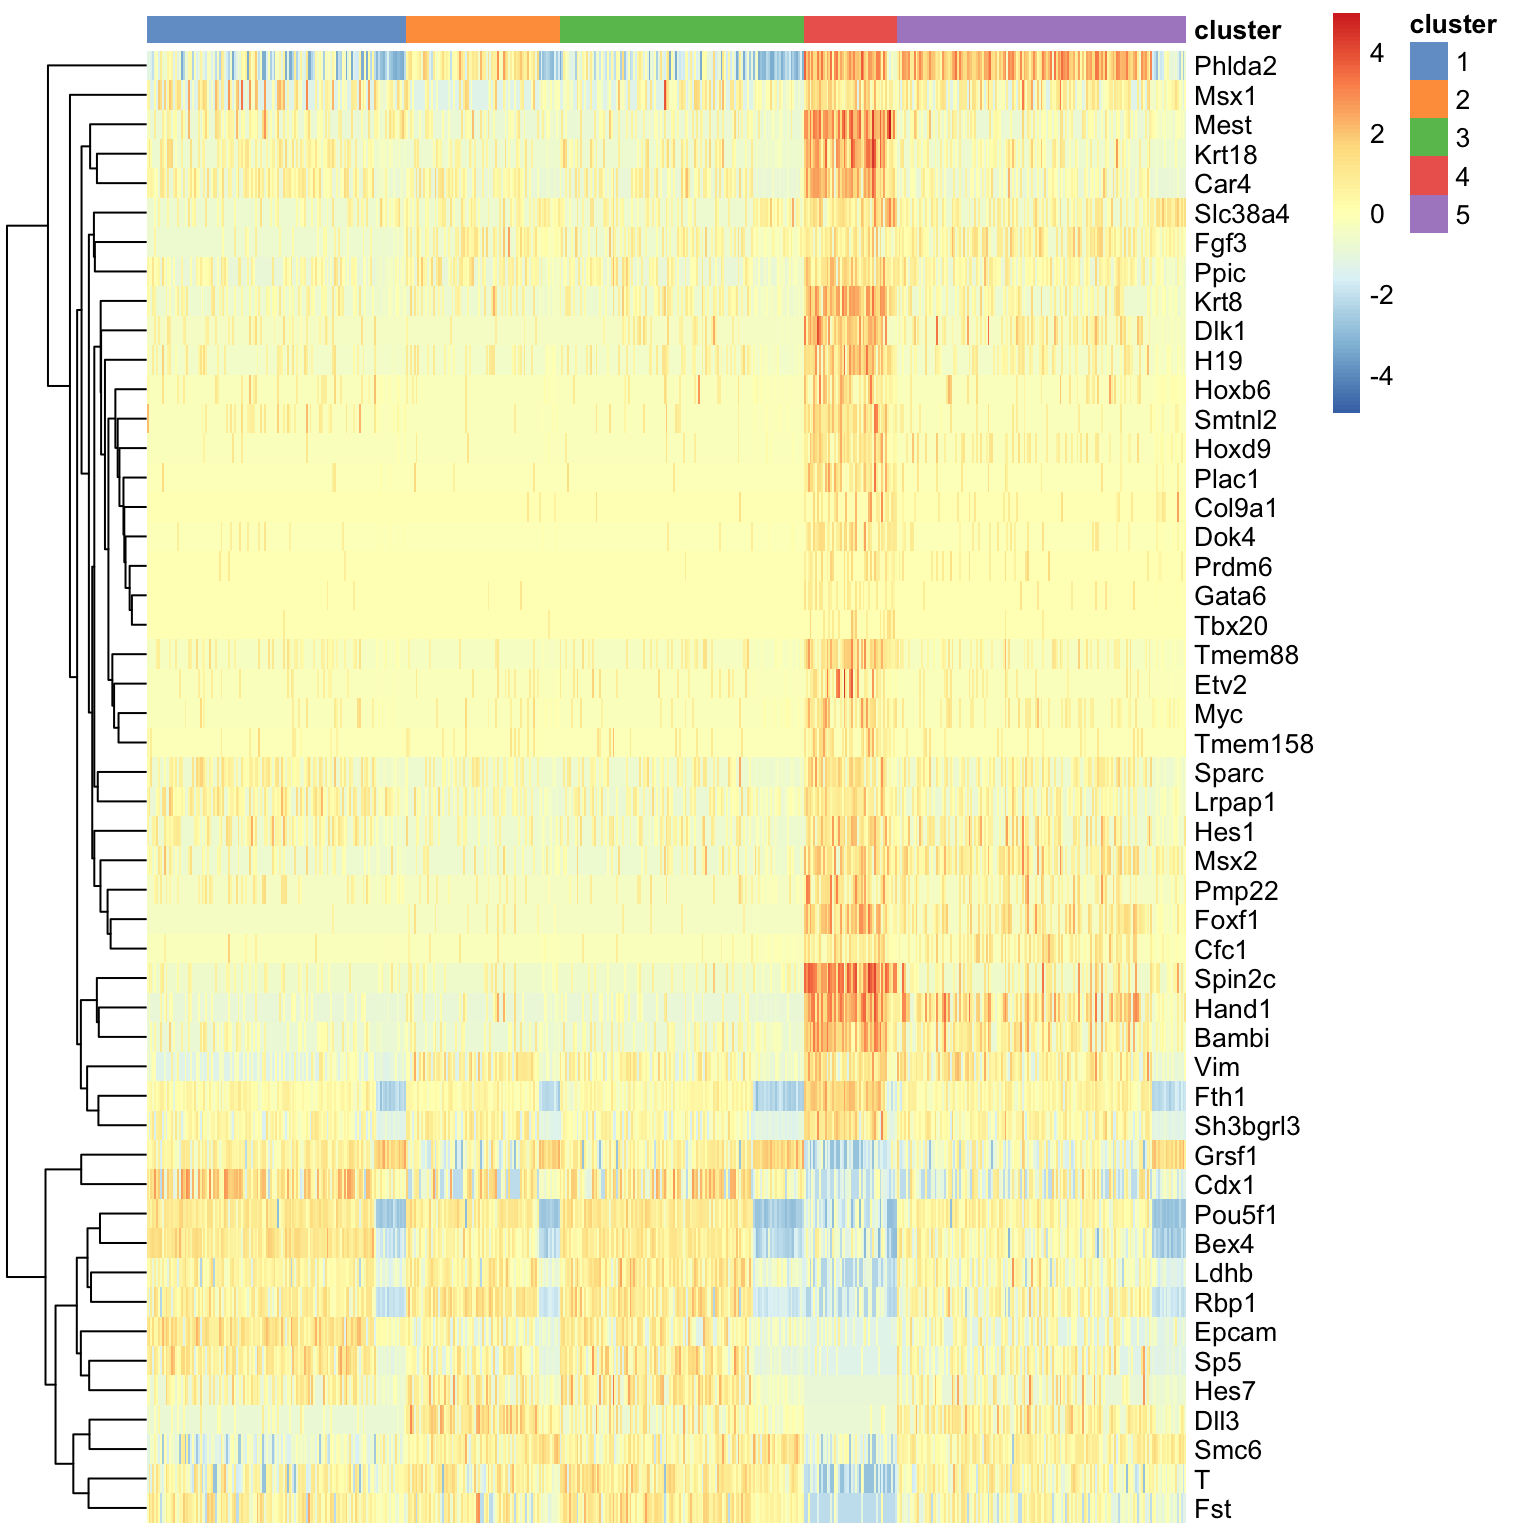 cluster
Phlda2
Msx1
Mest
Krt18
Car4
Slc38a4
Fgf3
Ppic
Krt8
Dlk1
H19
Hoxb6
Smtnl2
Hoxd9
Plac1
Col9a1
Dok4
Prdm6
Gata6
Tbx20
Tmem88
Etv2
Myc
Tmem158
Sparc
Lrpap1
Hes1
Msx2
Pmp22
Foxf1
Cfc1
Spin2c
Hand1
Bambi
Vim
Fth1
Sh3bgrl3
Grsf1
Cdx1
Pou5f1
Bex4
Ldhb
Rbp1
Epcam
Sp5
Hes7
Dll3
Smc6
T
Fst
4
2
0
-2
-4
cluster
1
2
3
4
5